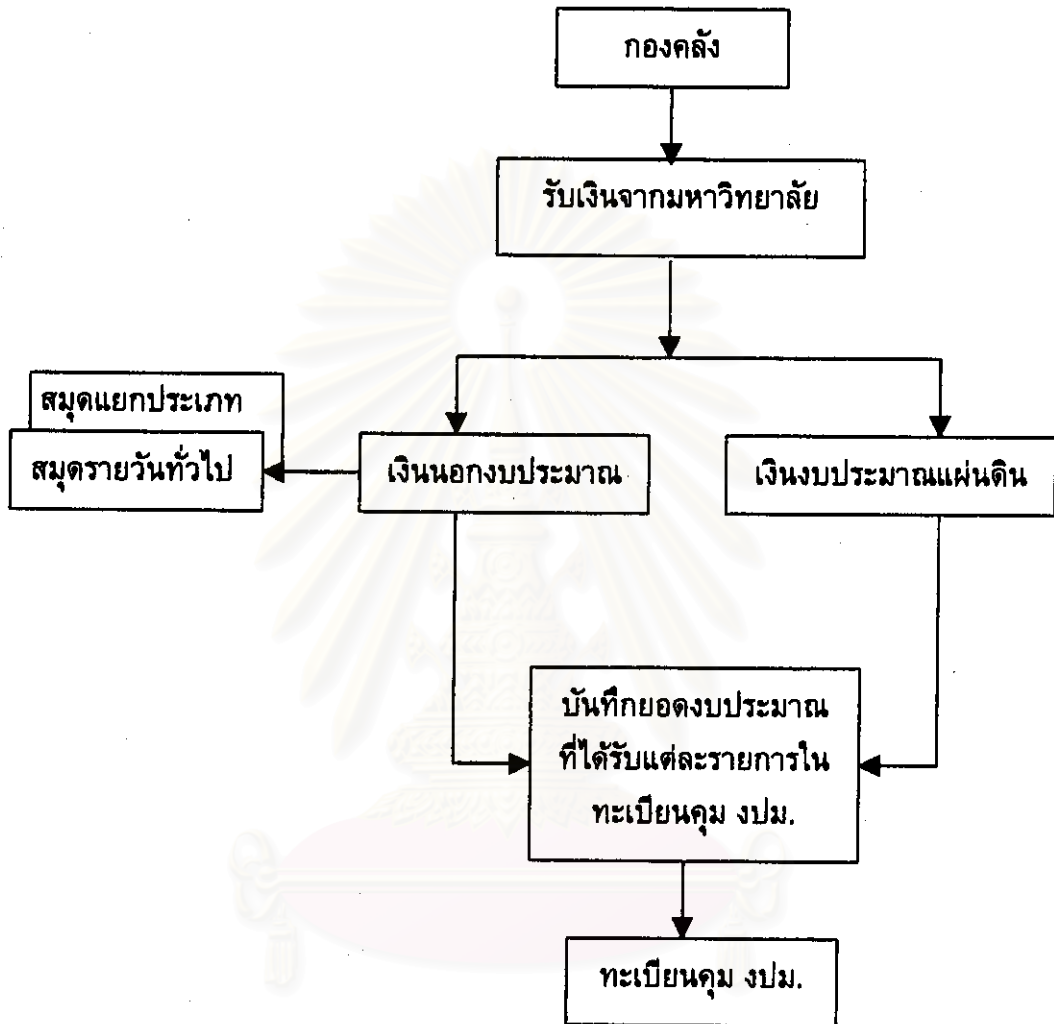 กองคลัง
รับเงินจากมหาวิทยาลัย
สมุดแยกประเภท
สมุดรายวันทั่วไป
เงินนอกงบประมาณ
เงินงบประมาณแผ่นดิน
บันทึกยอดงบประมาณ
ที่ได้รับแต่ละรายการใน
ทะเบียนคุม งปม.
ทะเบียนคุม งปม.